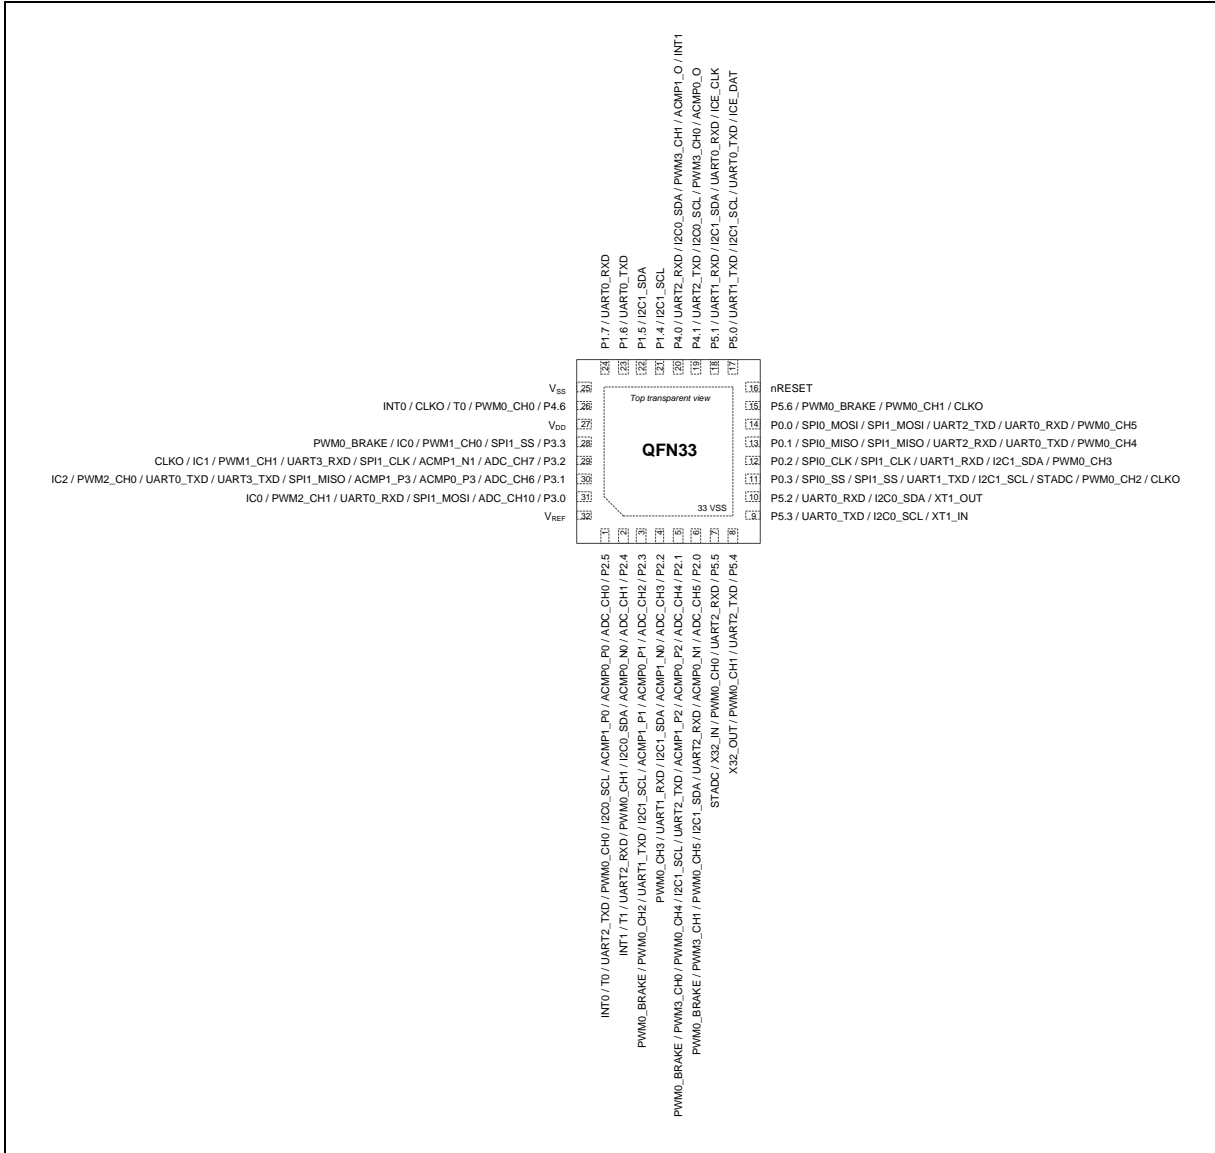 P1.7 / UART0_RXD
P1.6 / UART0_TXD
P1.5 / I2C1_SDA
P1.4 / I2C1_SCL
P4.0 / UART2_RXD / I2C0_SDA / PWM3_CH1 / ACMP1_O / INT1
P4.1 / UART2_TXD / I2C0_SCL / PWM3_CH0 / ACMP0_O
P5.1 / UART1_RXD / I2C1_SDA / UART0_RXD / ICE_CLK
P5.0 / UART1_TXD / I2C1_SCL / UART0_TXD / ICE_DAT
24
23
22
21
20
19
18
17
VSS
25
INT0 / CLKO / T0 / PWM0_CH0 / P4.6
26
VDD
27
PWM0_BRAKE / IC0 / PWM1_CH0 / SPI1_SS / P3.3
28
CLKO / IC1 / PWM1_CH1 / UART3_RXD / SPI1_CLK / ACMP1_N1 / ADC_CH7 / P3.2
29
IC2 / PWM2_CH0 / UART0_TXD / UART3_TXD / SPI1_MISO / ACMP1_P3 / ACMP0_P3 / ADC_CH6 / P3.1
30
IC0 / PWM2_CH1 / UART0_RXD / SPI1_MOSI / ADC_CH10 / P3.0
31
VREF
32
Top transparent view
QFN33
33 VSS
16
nRESET
15
P5.6 / PWM0_BRAKE / PWM0_CH1 / CLKO
14
P0.0 / SPI0_MOSI / SPI1_MOSI / UART2_TXD / UART0_RXD / PWM0_CH5
13
P0.1 / SPI0_MISO / SPI1_MISO / UART2_RXD / UART0_TXD / PWM0_CH4
12
P0.2 / SPI0_CLK / SPI1_CLK / UART1_RXD / I2C1_SDA / PWM0_CH3
11
P0.3 / SPI0_SS / SPI1_SS / UART1_TXD / I2C1_SCL / STADC / PWM0_CH2 / CLKO
10
P5.2 / UART0_RXD / I2C0_SDA / XT1_OUT
9
P5.3 / UART0_TXD / I2C0_SCL / XT1_IN
1
2
3
4
5
6
7
8
INT0 / T0 / UART2_TXD / PWM0_CH0 / I2C0_SCL / ACMP1_P0 / ACMP0_P0 / ADC_CH0 / P2.5
INT1 / T1 / UART2_RXD / PWM0_CH1 / I2C0_SDA / ACMP0_N0 / ADC_CH1 / P2.4
PWM0_BRAKE / PWM0_CH2 / UART1_TXD / I2C1_SCL / ACMP1_P1 / ACMP0_P1 / ADC_CH2 / P2.3
PWM0_CH3 / UART1_RXD / I2C1_SDA / ACMP1_N0 / ADC_CH3 / P2.2
PWM0_BRAKE / PWM3_CH0 / PWM0_CH4 / I2C1_SCL / UART2_TXD / ACMP1_P2 / ACMP0_P2 / ADC_CH4 / P2.1
PWM0_BRAKE / PWM3_CH1 / PWM0_CH5 / I2C1_SDA / UART2_RXD / ACMP0_N1 / ADC_CH5 / P2.0
STADC / X32_IN / PWM0_CH0 / UART2_RXD / P5.5
X32_OUT / PWM0_CH1 / UART2_TXD / P5.4